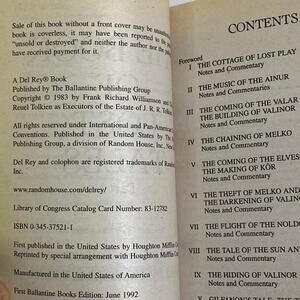 Sale of this book without a front cover may be
book is coverless, it may have been reported to the
"unsold or destroyed" and neither the author nor the
have received payment for it.
A Del Rey® Book
Published by The Ballantine Publishing Group
Copyright © 1983 by Frank Richard Williamson and
Reuel Tolkien as Executors of the Estate of J. R. R.
All rights reserved under International and
Conventions. Published in the United States by The
Publishing Group, a division of Random House, Inc.,
Del Rey and colophon are registered trademarks of
Inc.
www.randomhouse.com/delrey/
Library of Congress Catalog Card Number: 83-12782
ISBN 0-345-37521-1
First published in the United States by Houghton Mifflin
Reprinted by special arrangement with Houghton Mifflin
Manufactured in the United States of America
First Ballantine Books Edition: June 1992
CONTENTS
Foreword
I THE COTTAGE OF LOST PLAY
Notes and Commentary
II THE MUSIC OF THE AINUR
Notes and Commentaries
III THE COMING OF THE VALAR
THE BUILDING OF VALINOR
Notes and Commentary
IV THE CHAINING OF MELKO
Notes and Commentary
V THE COMING OF THE ELVES
THE MAKING OF KÔR
Notes and Commentary
VI THE THEFT OF MELKO AND
THE DARKENING OF VALINOR
Notes and Commentary
VII THE FLIGHT OF THE
Notes and Commentary
VIII THE TALE OF THE SUN
Notes and Commentary
IX THE HIDING OF VALINOR
Notes and Commentary
X GILFANON'S TALE: